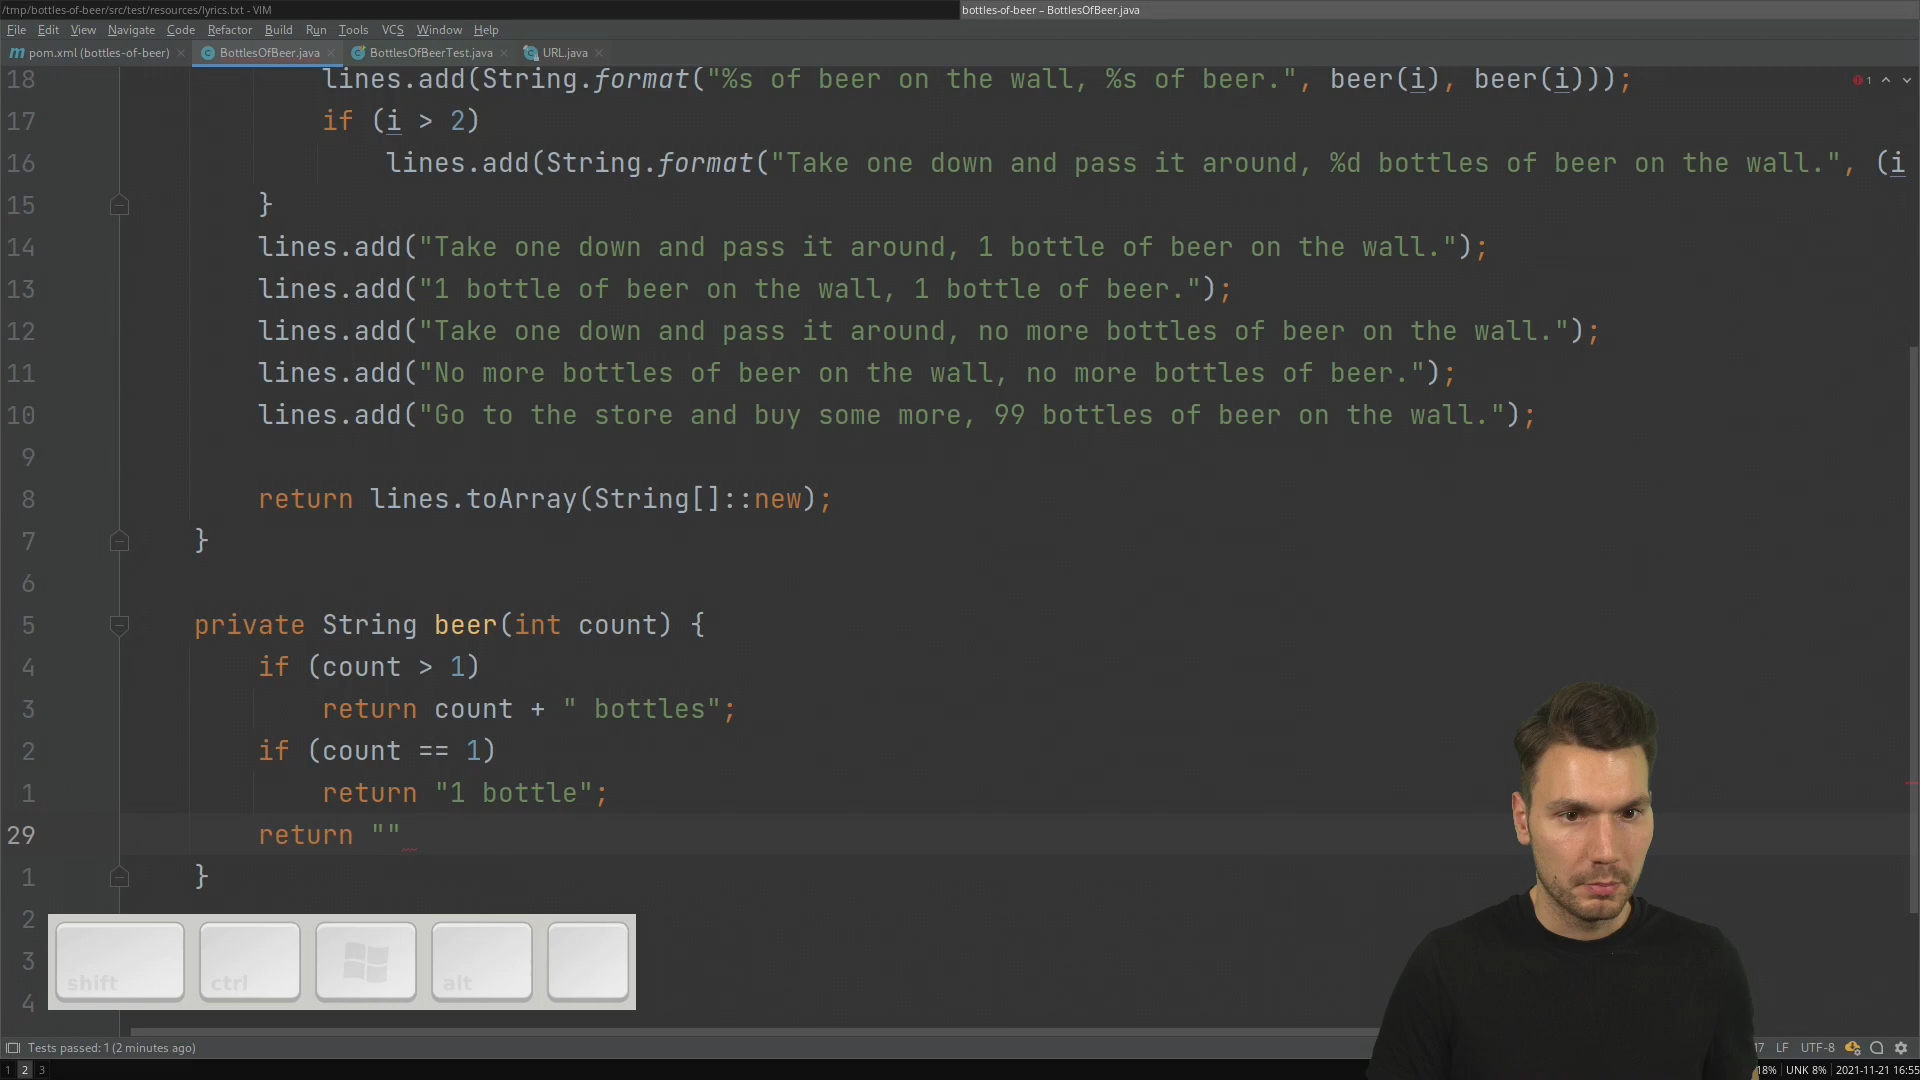 /tmp/bottles-of-beer/src/test/resources/lyrics.txt - VIM
bottles-of-beer – BottlesOfBeer.java
File Edit View Navigate Code Refactor Build Run Tools VCS Window Help
pom.xml (bottles-of-beer) BottlesOfBeer.java BottlesOfBeerTest.java URL.java
18 lines.add(String.format("%s of beer on the wall, %s of beer.", beer(i), beer(i)));
1
17 if (i > 2)
16 lines.add(String.format("Take one down and pass it around, %d bottles of beer on the wall.", (i
15 }
14 lines.add("Take one down and pass it around, 1 bottle of beer on the wall.");
13 lines.add("1 bottle of beer on the wall, 1 bottle of beer.");
12 lines.add("Take one down and pass it around, no more bottles of beer on the wall.");
11 lines.add("No more bottles of beer on the wall, no more bottles of beer.");
10 lines.add("Go to the store and buy some more, 99 bottles of beer on the wall.");
9
8 return lines.toArray(String[]::new);
7 }
6
5 private String beer(int count) {
4 if (count > 1)
3 return count + " bottles";
2 if (count == 1)
1 return "1 bottle";
29 return ""
1 }
2
3
4
shift ctrl alt
Tests passed: 1 (2 minutes ago)
LF UTF-8
1 2 3
18% UNK 8% 2021-11-21 16:55